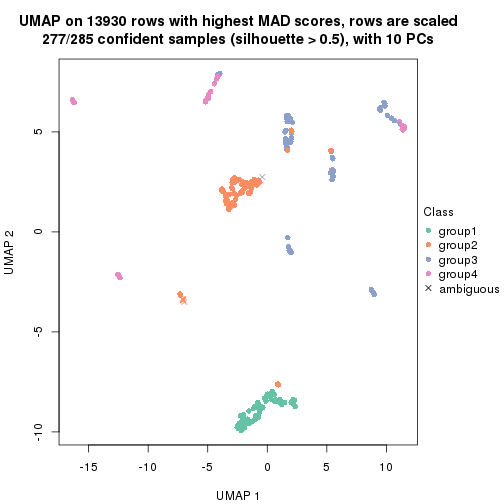 UMAP on 13930 rows with highest MAD scores, rows are scaled
277/285 confident samples (silhouette > 0.5), with 10 PCs
5
0
-5
-10
UMAP 2
-15
-10
-5
0
5
10
UMAP 1
Class
group1
group2
group3
group4
ambiguous